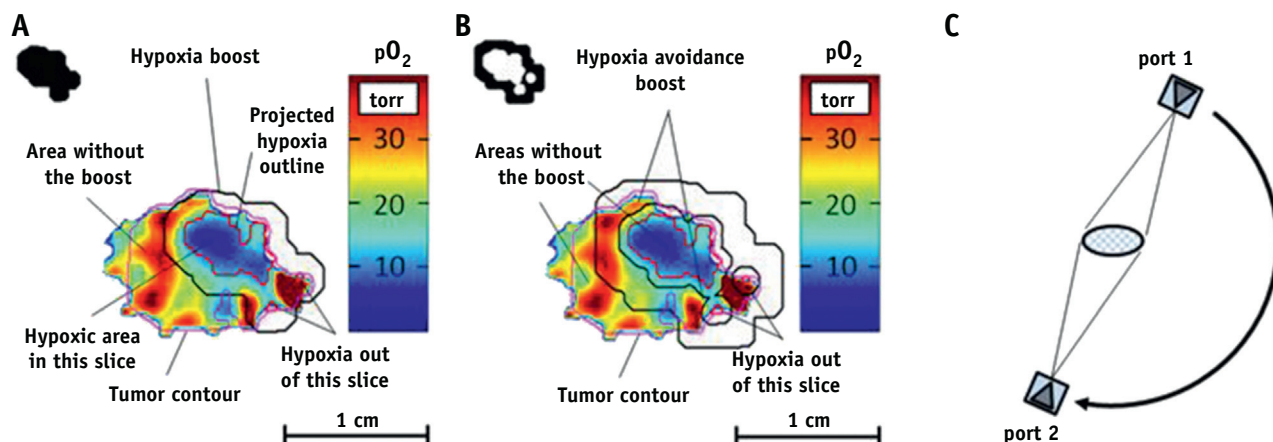 A
Hypoxia boost
pO2
torr
30
20
10
Projected
hypoxia
outline
Area without
the boost
Hypoxic area
in this slice
Tumor contour
Hypoxia out
of this slice
1 cm
B
Hypoxia avoidance
boost
pO2
torr
30
20
10
Areas without
the boost
Tumor contour
Hypoxia out
of this slice
1 cm
C
port 1
port 2